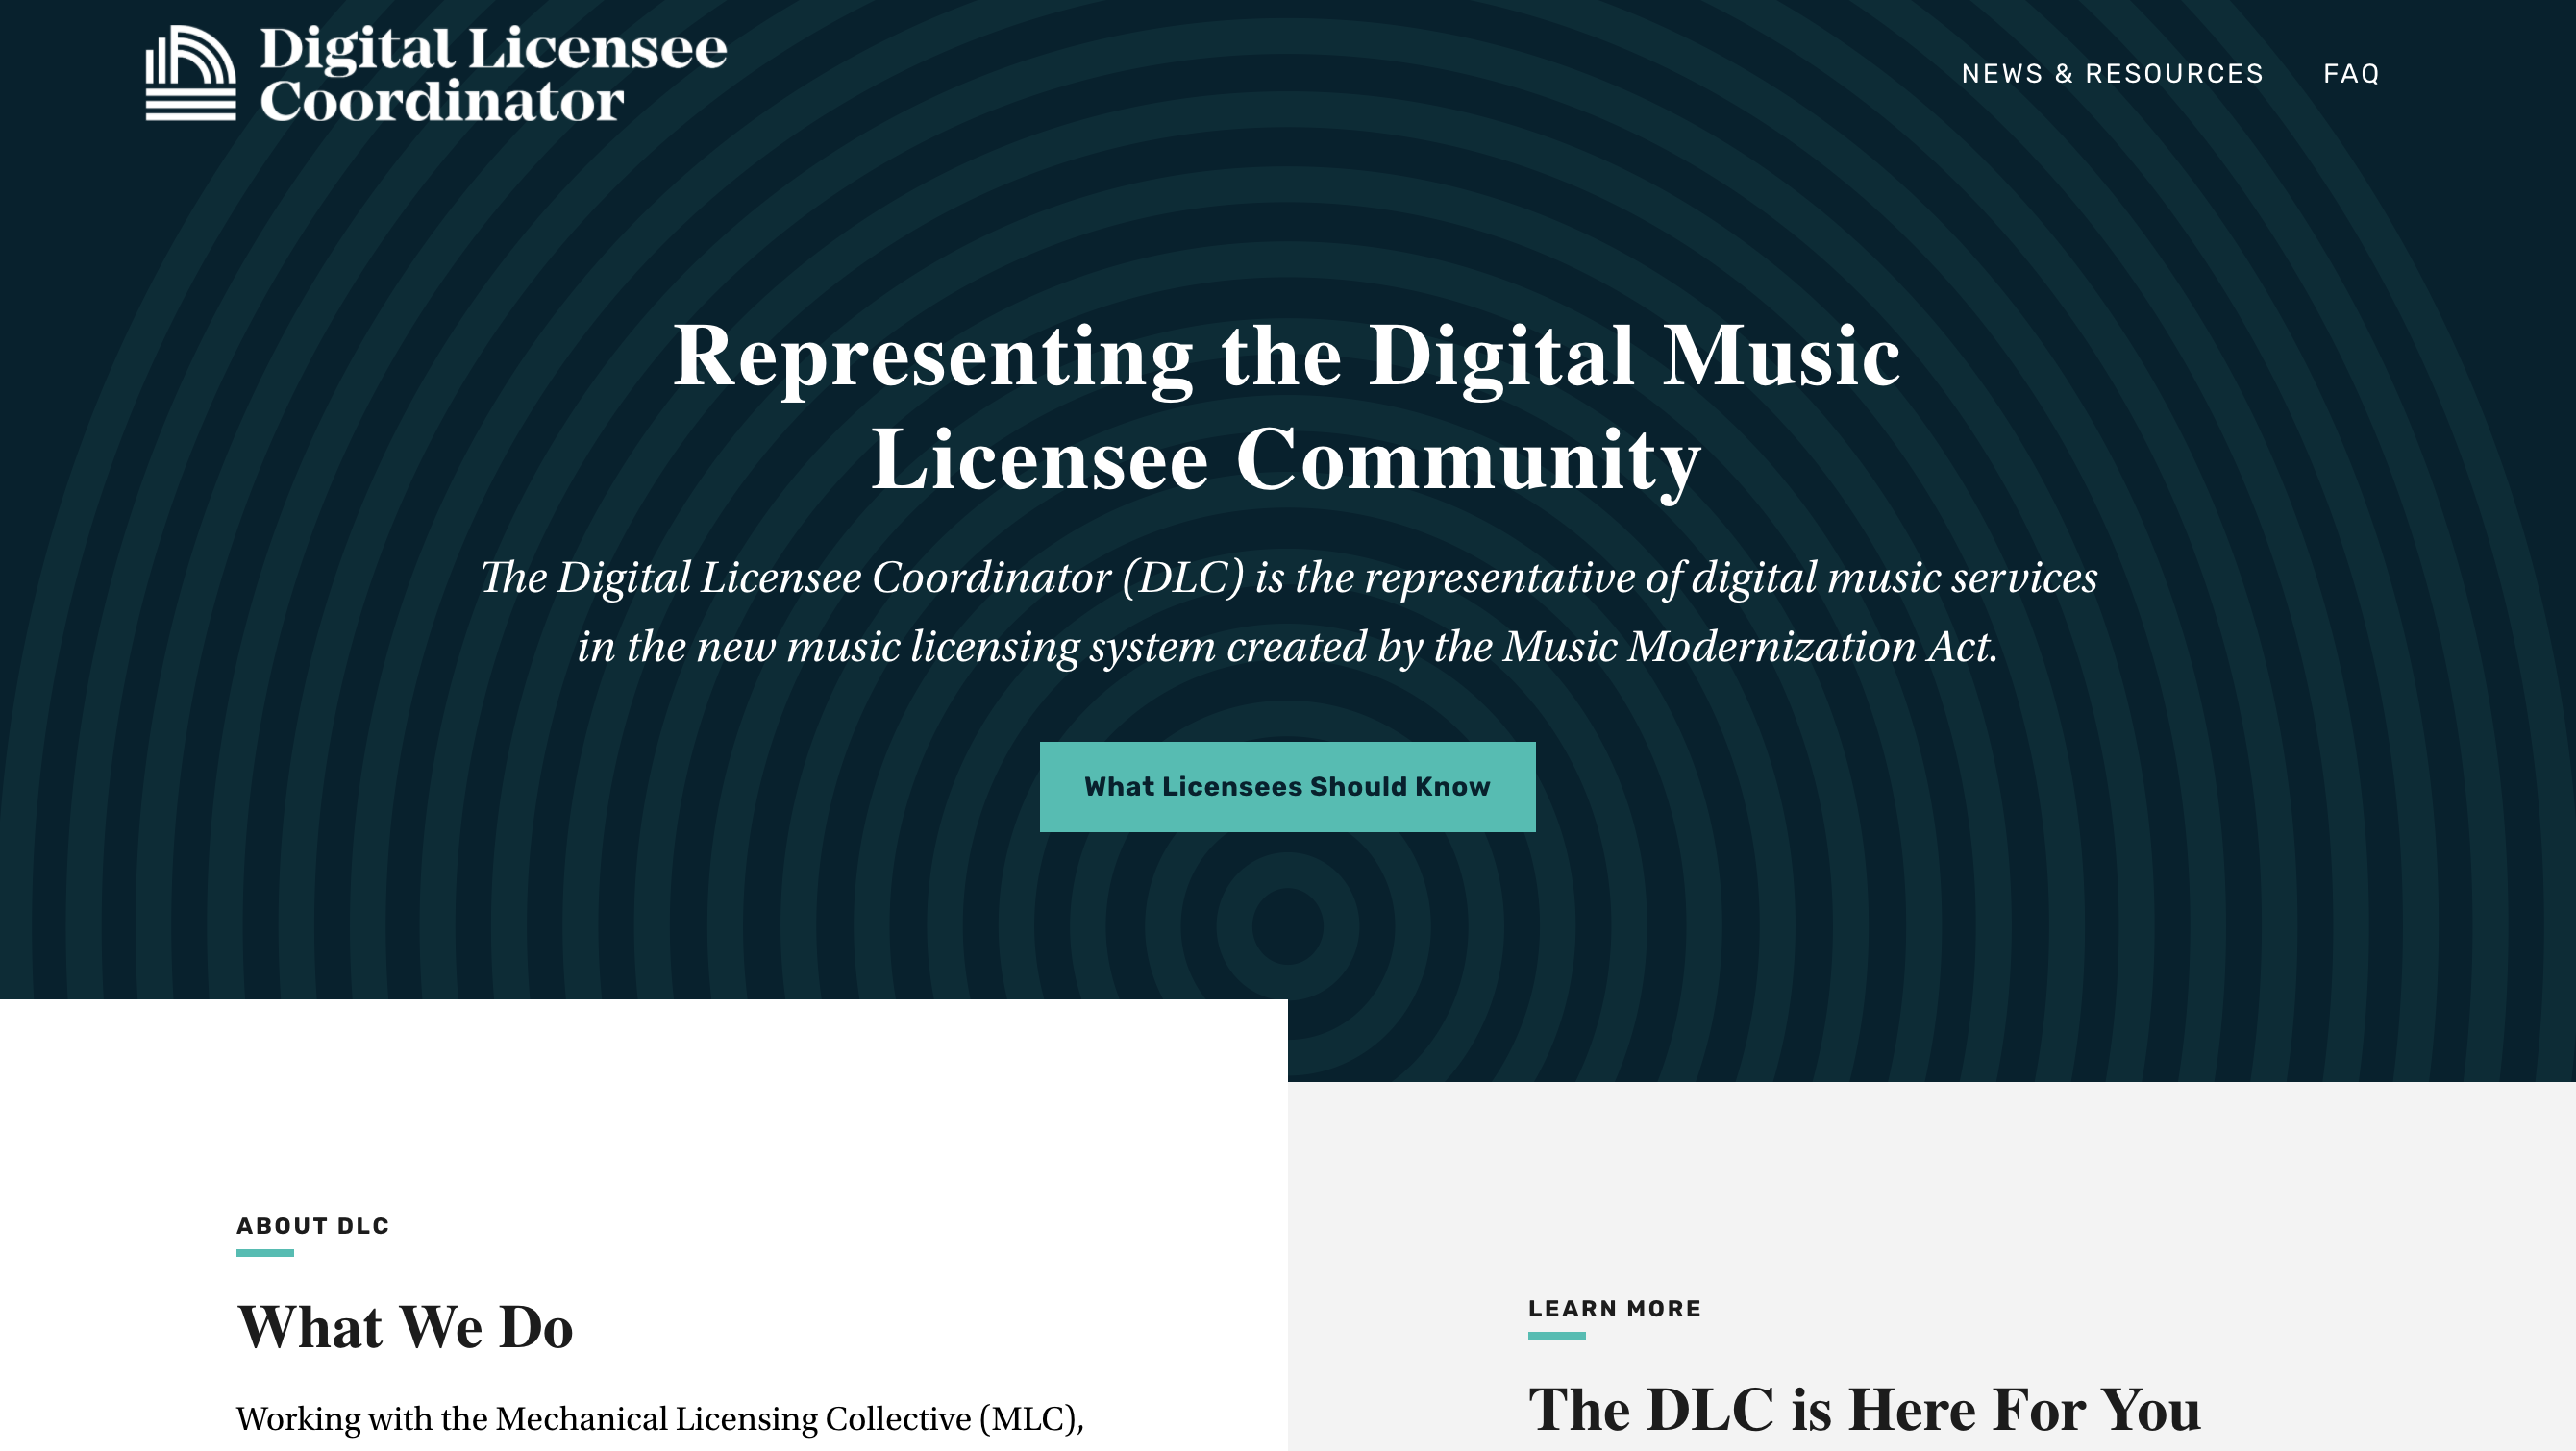 Digital Licensee
Coordinator
NEWS & RESOURCES
FAQ
Representing the Digital Music
Licensee Community
The Digital Licensee Coordinator (DLC) is the representative of digital music services
in the new music licensing system created by the Music Modernization Act.
What Licensees Should Know
ABOUT DLC
What We Do
Working with the Mechanical Licensing Collective (MLC),
LEARN MORE
The DLC is Here For You